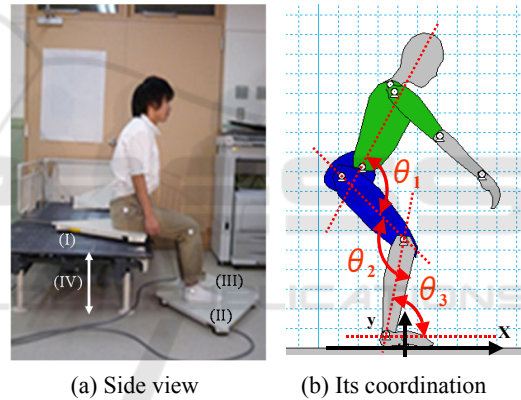 (I)
(IV)
(III)
(II)
θ1
θ2
θ3
y
X
(a) Side view
(b) Its coordination